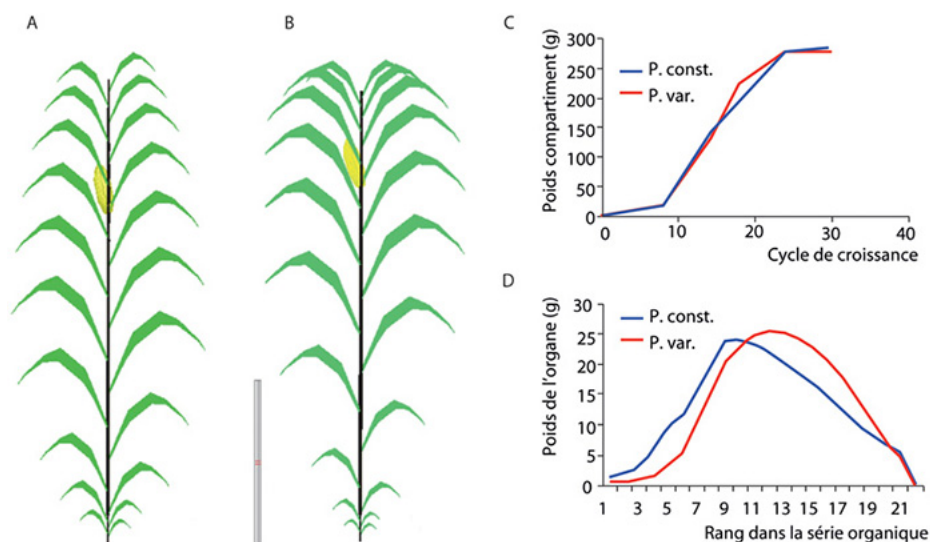 A
B
C
Poids compartiment (g)
300
250
200
150
100
50
0
P. const.
P. var.
0 10 20 30 40
Cycle de croissance
D
Poids de l'organe (g)
30
25
20
15
10
5
0
P. const.
P. var.
1 3 5 7 9 11 13 15 17 19 21
Rang dans la série organique